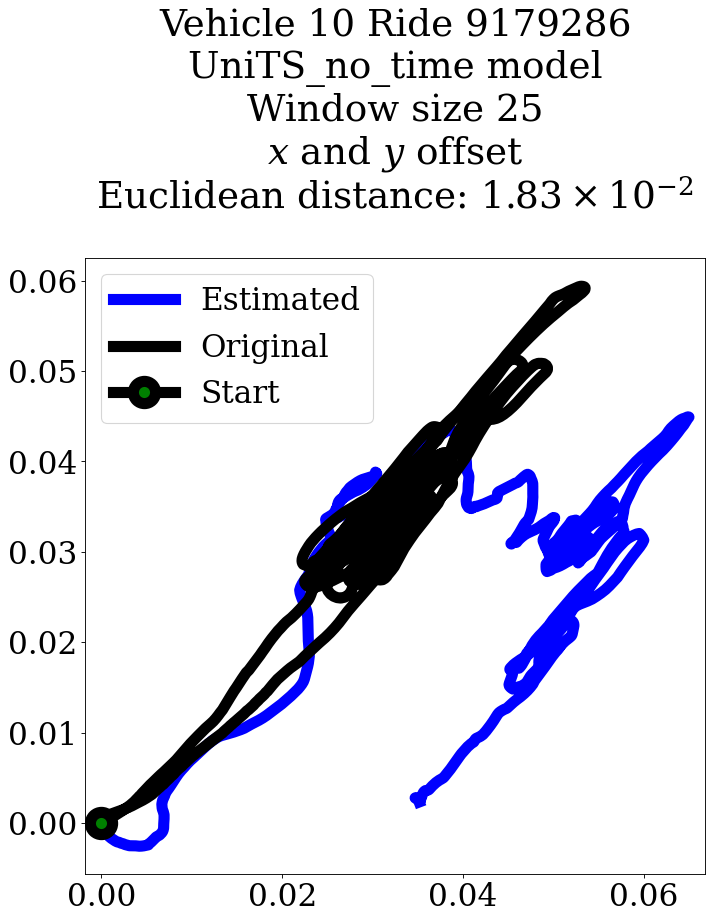 Vehicle 10 Ride 9179286
UniTS_no_time model
Window size 25
x and y offset
Euclidean distance: 1.83 × 10⁻²
Estimated
Original
Start
0.06
0.05
0.04
0.03
0.02
0.01
0.00
0.00 0.02 0.04 0.06